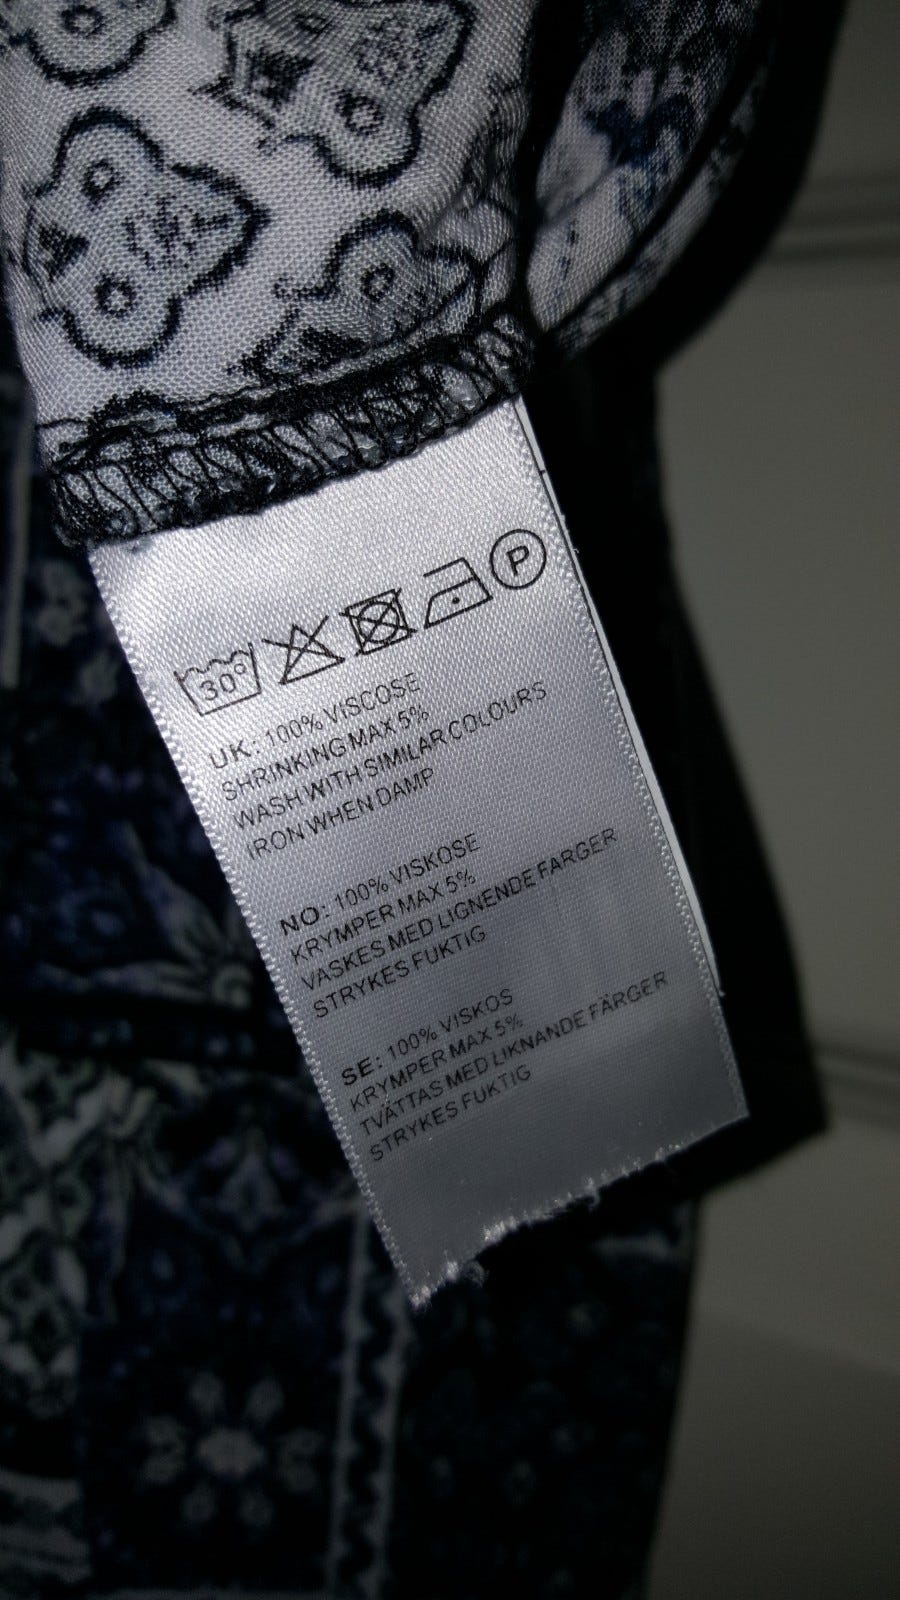 30° P
UK: 100% VISCOSE
SHRINKING MAX 5%
WASH WITH SIMILAR COLOURS
IRON WHEN DAMP
NO: 100% VISKOSE
KRYMPER MAX 5%
VASKES MED LIGNENDE FARGER
STRYKES FUKTIG
SE: 100% VISKOS
KRYMPER MAX 5%
TVÄTTAS MED LIKNANDE FÄRGER
STRYKES FUKTIG